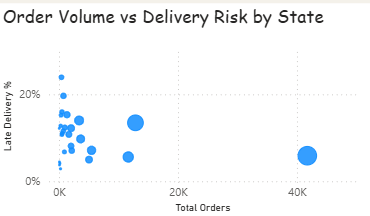 Order Volume vs Delivery Risk by State
Late Delivery %
20%
0%
0K
20K
40K
Total Orders